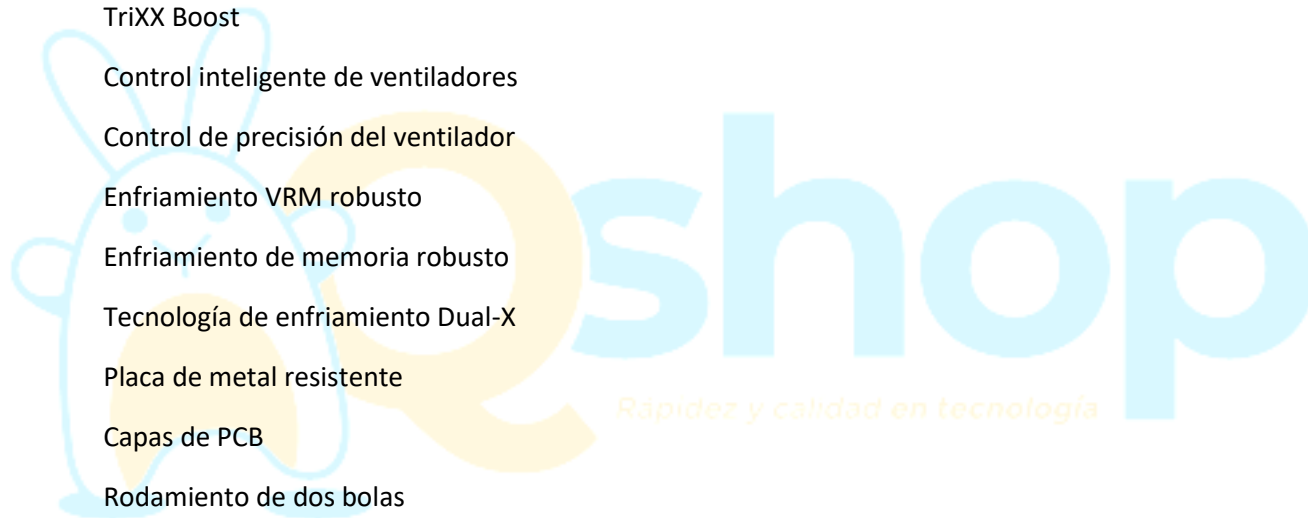 TriXX Boost
Control inteligente de ventiladores
Control de precisión del ventilador
Enfriamiento VRM robusto
Enfriamiento de memoria robusto
Tecnología de enfriamiento Dual-X
Placa de metal resistente
Capas de PCB
Rodamiento de dos bolas
Qshop
Rápidez y calidad en tecnología